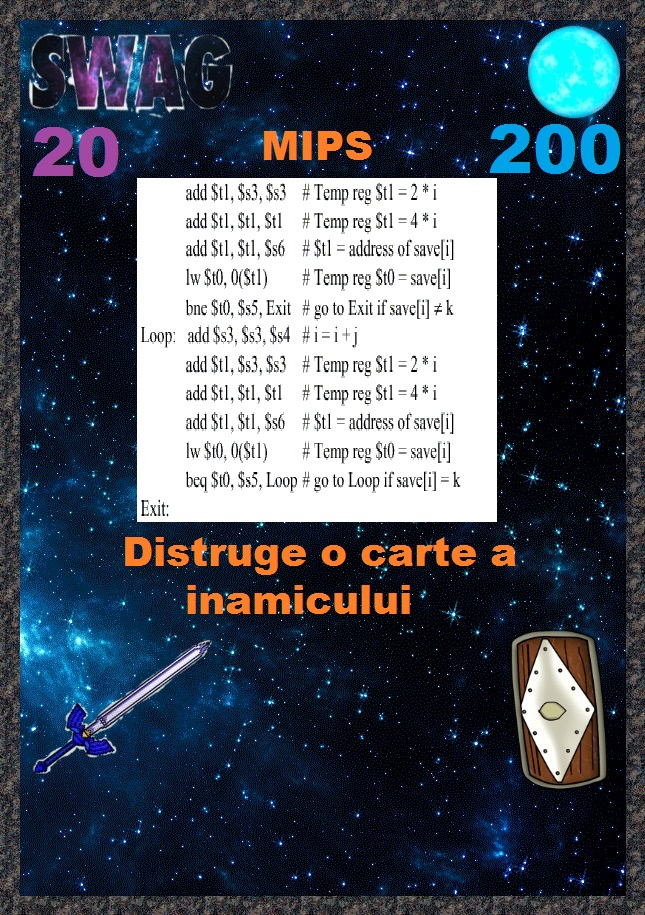 SWAG
20 MIPS 200
add $t1, $s3, $s3 # Temp reg $t1 = 2 * i
add $t1, $t1, $t1 # Temp reg $t1 = 4 * i
add $t1, $t1, $s6 # $t1 = address of save[i]
lw $t0, 0($t1) # Temp reg $t0 = save[i]
bne $t0, $s5, Exit # go to Exit if save[i] ≠ k
Loop: add $s3, $s3, $s4 # i = i + j
add $t1, $s3, $s3 # Temp reg $t1 = 2 * i
add $t1, $t1, $t1 # Temp reg $t1 = 4 * i
add $t1, $t1, $s6 # $t1 = address of save[i]
lw $t0, 0($t1) # Temp reg $t0 = save[i]
beq $t0, $s5, Loop # go to Loop if save[i] = k
Exit:
Distruge o carte a
inamicului